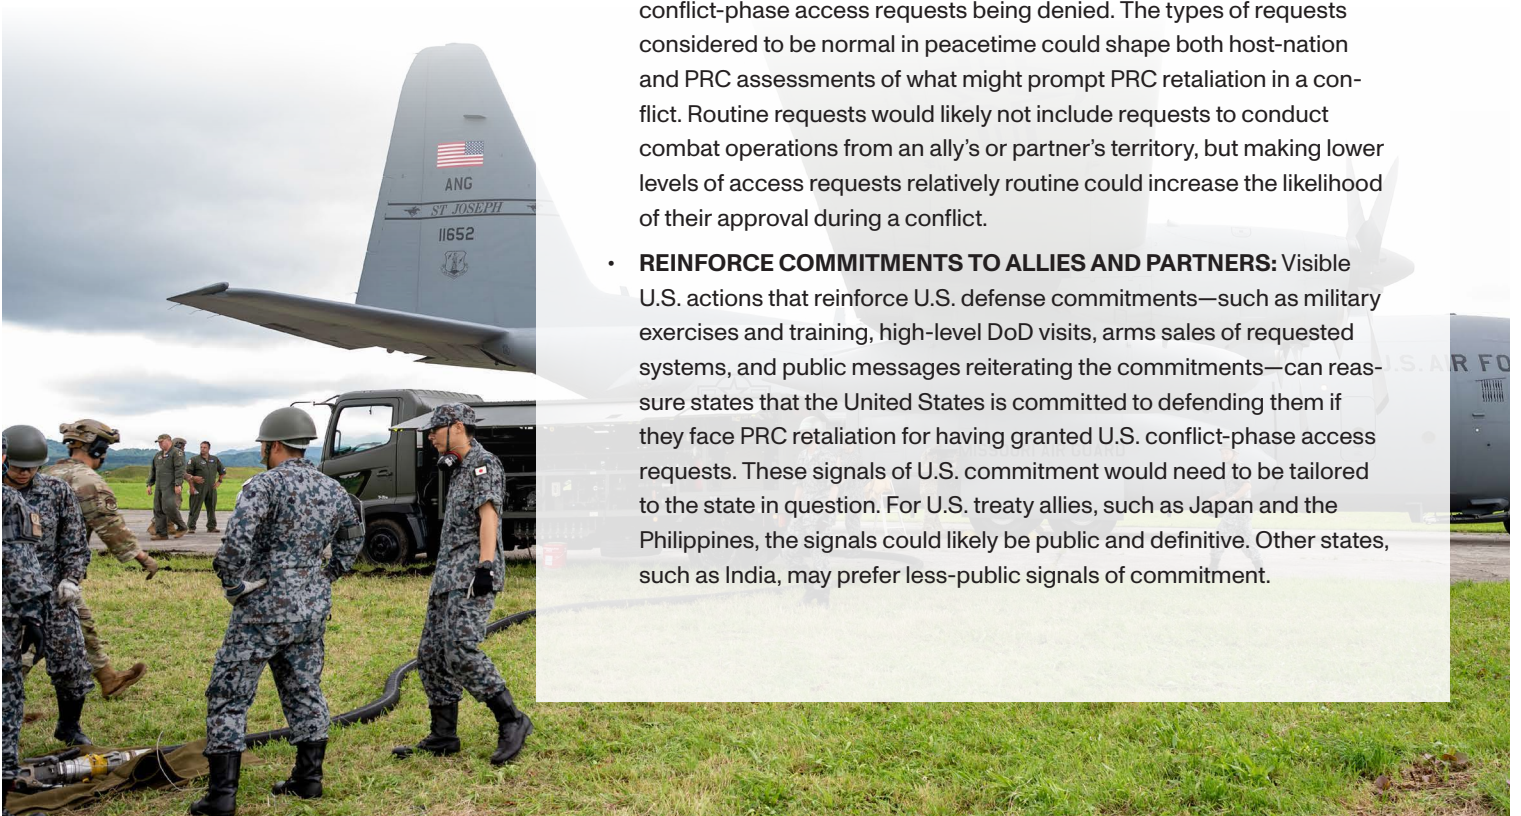 conflict-phase access requests being denied. The types of requests
considered to be normal in peacetime could shape both host-nation
and PRC assessments of what might prompt PRC retaliation in a con-
flict. Routine requests would likely not include requests to conduct
combat operations from an ally’s or partner’s territory, but making lower
levels of access requests relatively routine could increase the likelihood
of their approval during a conflict.
• REINFORCE COMMITMENTS TO ALLIES AND PARTNERS: Visible
U.S. actions that reinforce U.S. defense commitments—such as military
exercises and training, high-level DoD visits, arms sales of requested
systems, and public messages reiterating the commitments—can reas-
sure states that the United States is committed to defending them if
they face PRC retaliation for having granted U.S. conflict-phase access
requests. These signals of U.S. commitment would need to be tailored
to the state in question. For U.S. treaty allies, such as Japan and the
Philippines, the signals could likely be public and definitive. Other states,
such as India, may prefer less-public signals of commitment.
ANG
ST JOSEPH
11652
U.S. AIR FO
MISSOURI AIR GUARD